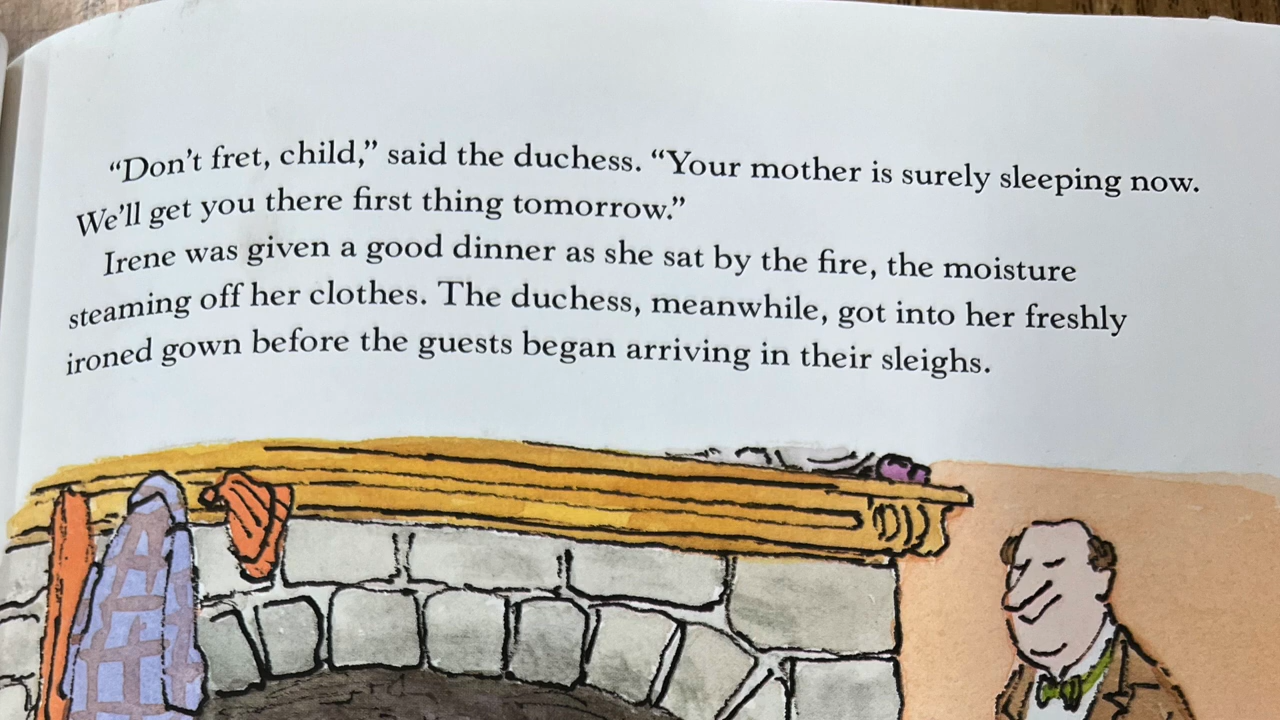 “Don’t fret, child,” said the duchess. “Your mother is surely sleeping now.
We’ll get you there first thing tomorrow.”
Irene was given a good dinner as she sat by the fire, the moisture
steaming off her clothes. The duchess, meanwhile, got into her freshly
ironed gown before the guests began arriving in their sleighs.